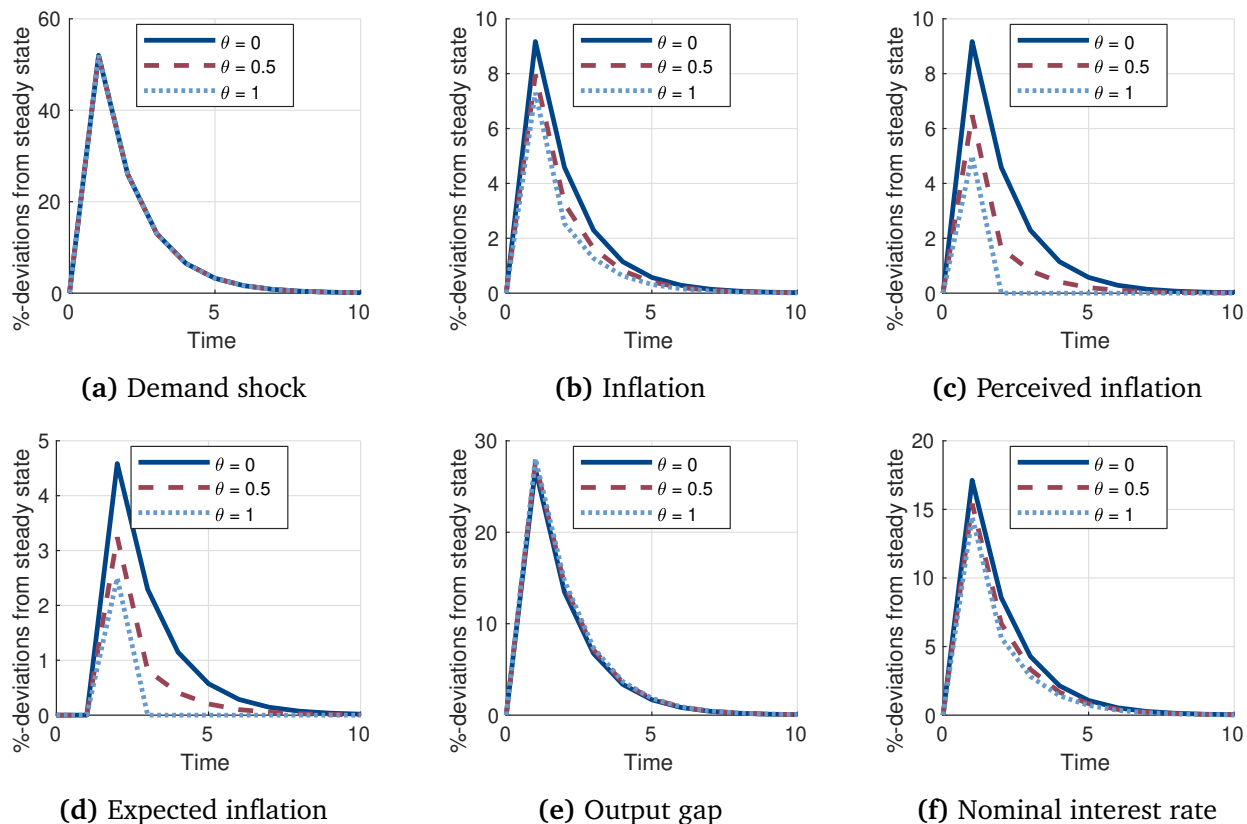 %-deviations from steady state
60
40
20
0
0
5
10
Time
θ = 0
θ = 0.5
θ = 1
(a) Demand shock
%-deviations from steady state
10
8
6
4
2
0
0
5
10
Time
θ = 0
θ = 0.5
θ = 1
(b) Inflation
%-deviations from steady state
10
8
6
4
2
0
0
5
10
Time
θ = 0
θ = 0.5
θ = 1
(c) Perceived inflation
%-deviations from steady state
5
4
3
2
1
0
0
5
10
Time
θ = 0
θ = 0.5
θ = 1
(d) Expected inflation
%-deviations from steady state
30
20
10
0
0
5
10
Time
θ = 0
θ = 0.5
θ = 1
(e) Output gap
%-deviations from steady state
20
15
10
5
0
0
5
10
Time
θ = 0
θ = 0.5
θ = 1
(f) Nominal interest rate